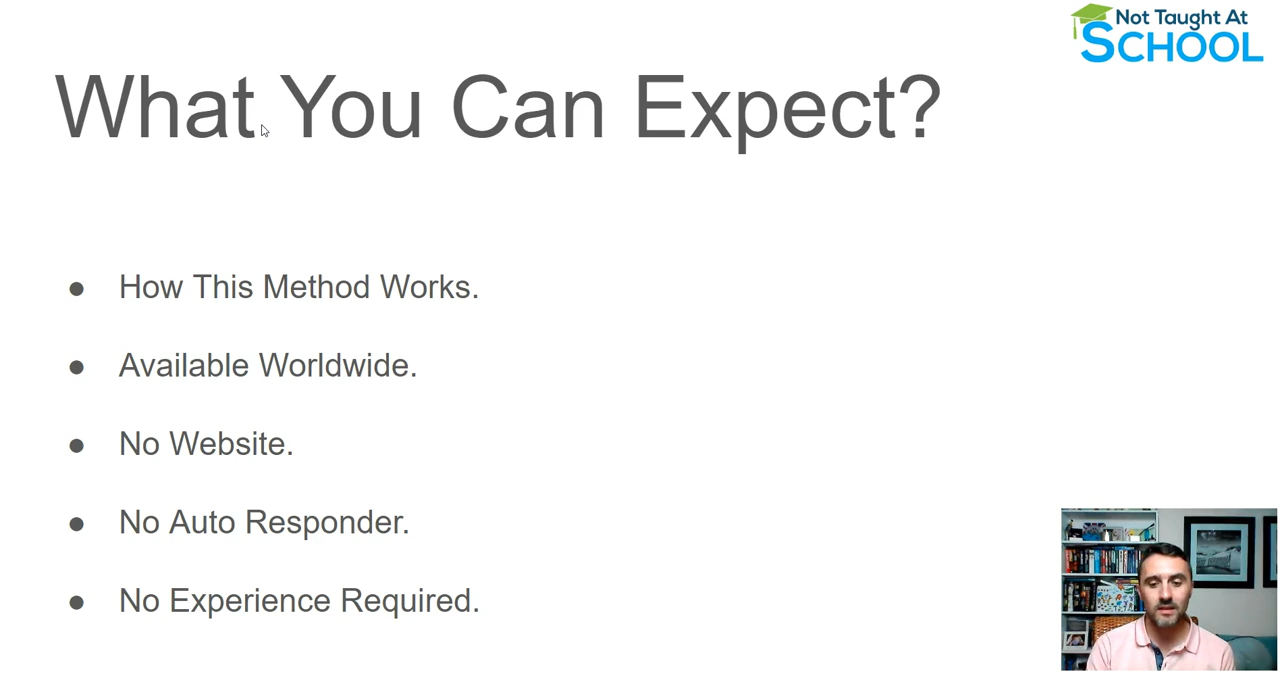 Not Taught At
SCHOOL
What You Can Expect?
● How This Method Works.
● Available Worldwide.
● No Website.
● No Auto Responder.
● No Experience Required.